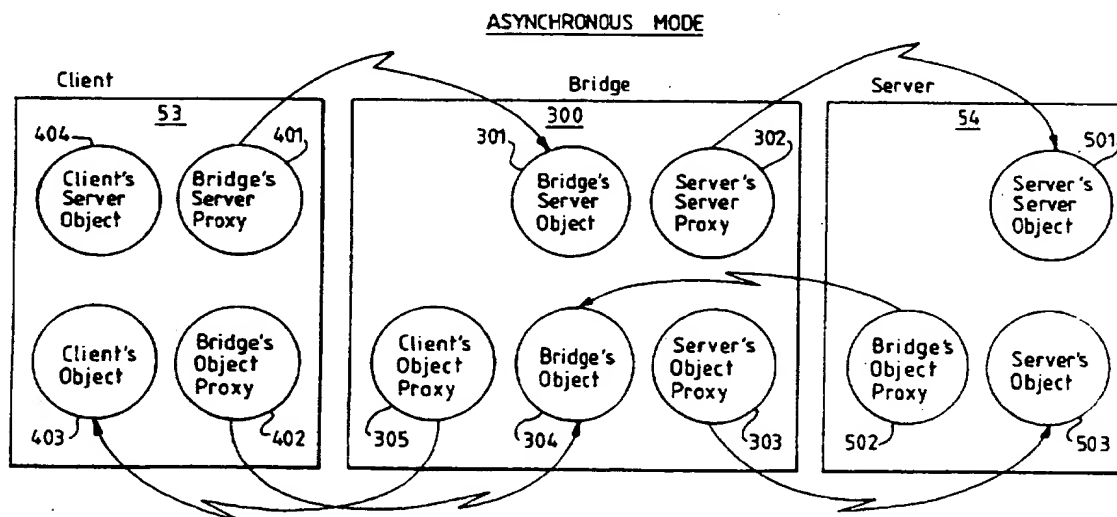 ASYNCHRONOUS MODE
Client
Bridge
Server
53
300
54
404
401
301
302
501
Client's
Server
Object
Bridge's
Server
Proxy
Bridge's
Server
Object
Server's
Server
Proxy
Server's
Server
Object
Client's
Object
Bridge's
Object
Proxy
Client's
Object
Proxy
Bridge's
Object
Server's
Object
Proxy
Bridge's
Object
Proxy
Server's
Object
403
402
305
304
303
502
503